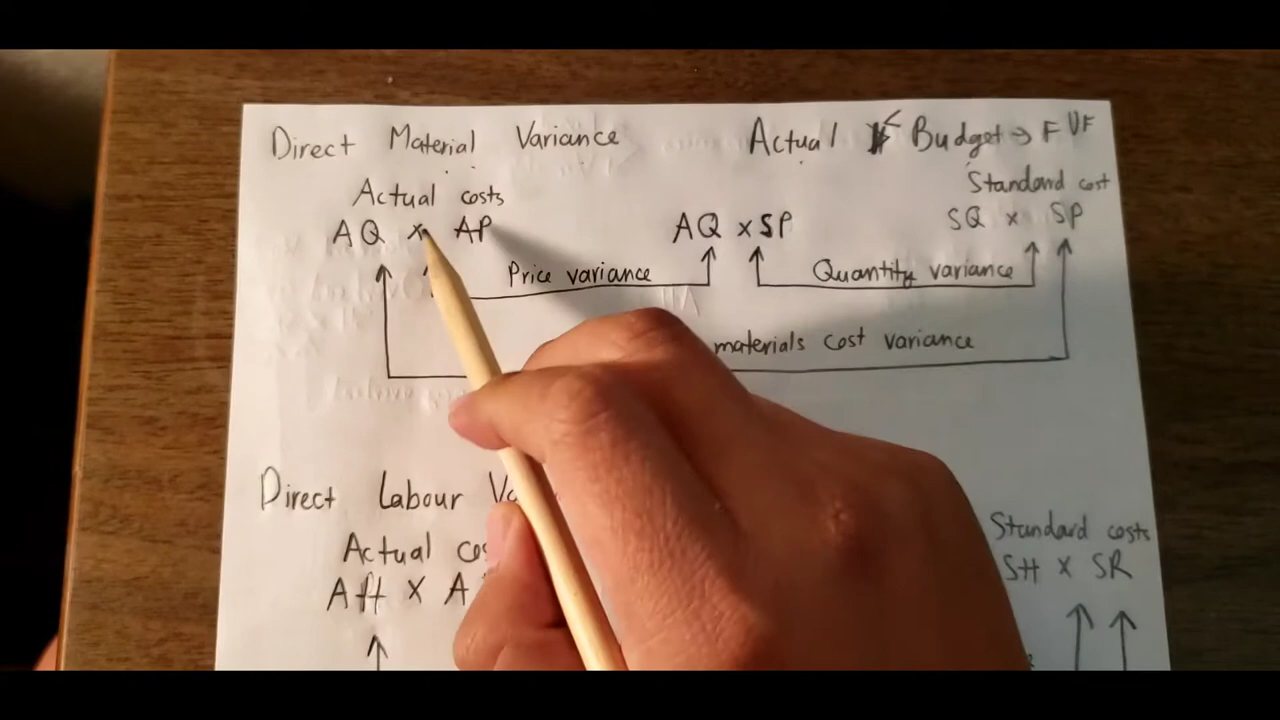 Direct Material Variance Actual < Budget → F UF
Actual costs Standard cost
AQ x AP AQ x SP SQ x SP
Price variance Quantity variance
materials cost variance
Direct Labour
Actual Standard costs
AH x A SH x SR